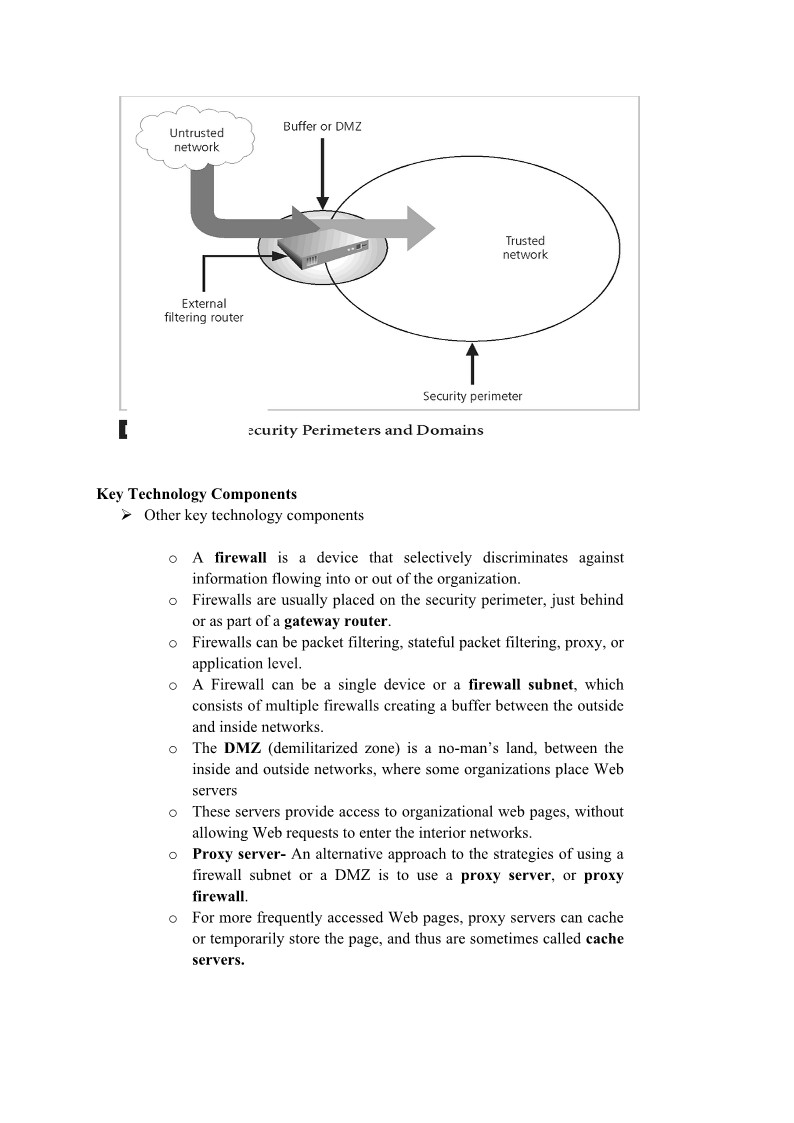 Untrusted
network
Buffer or DMZ
Trusted
network
External
filtering router
Security perimeter
ecurity Perimeters and Domains
Key Technology Components
➢ Other key technology components
o A firewall is a device that selectively discriminates against
information flowing into or out of the organization.
o Firewalls are usually placed on the security perimeter, just behind
or as part of a gateway router.
o Firewalls can be packet filtering, stateful packet filtering, proxy, or
application level.
o A Firewall can be a single device or a firewall subnet, which
consists of multiple firewalls creating a buffer between the outside
and inside networks.
o The DMZ (demilitarized zone) is a no-man’s land, between the
inside and outside networks, where some organizations place Web
servers
o These servers provide access to organizational web pages, without
allowing Web requests to enter the interior networks.
o Proxy server- An alternative approach to the strategies of using a
firewall subnet or a DMZ is to use a proxy server, or proxy
firewall.
o For more frequently accessed Web pages, proxy servers can cache
or temporarily store the page, and thus are sometimes called cache
servers.